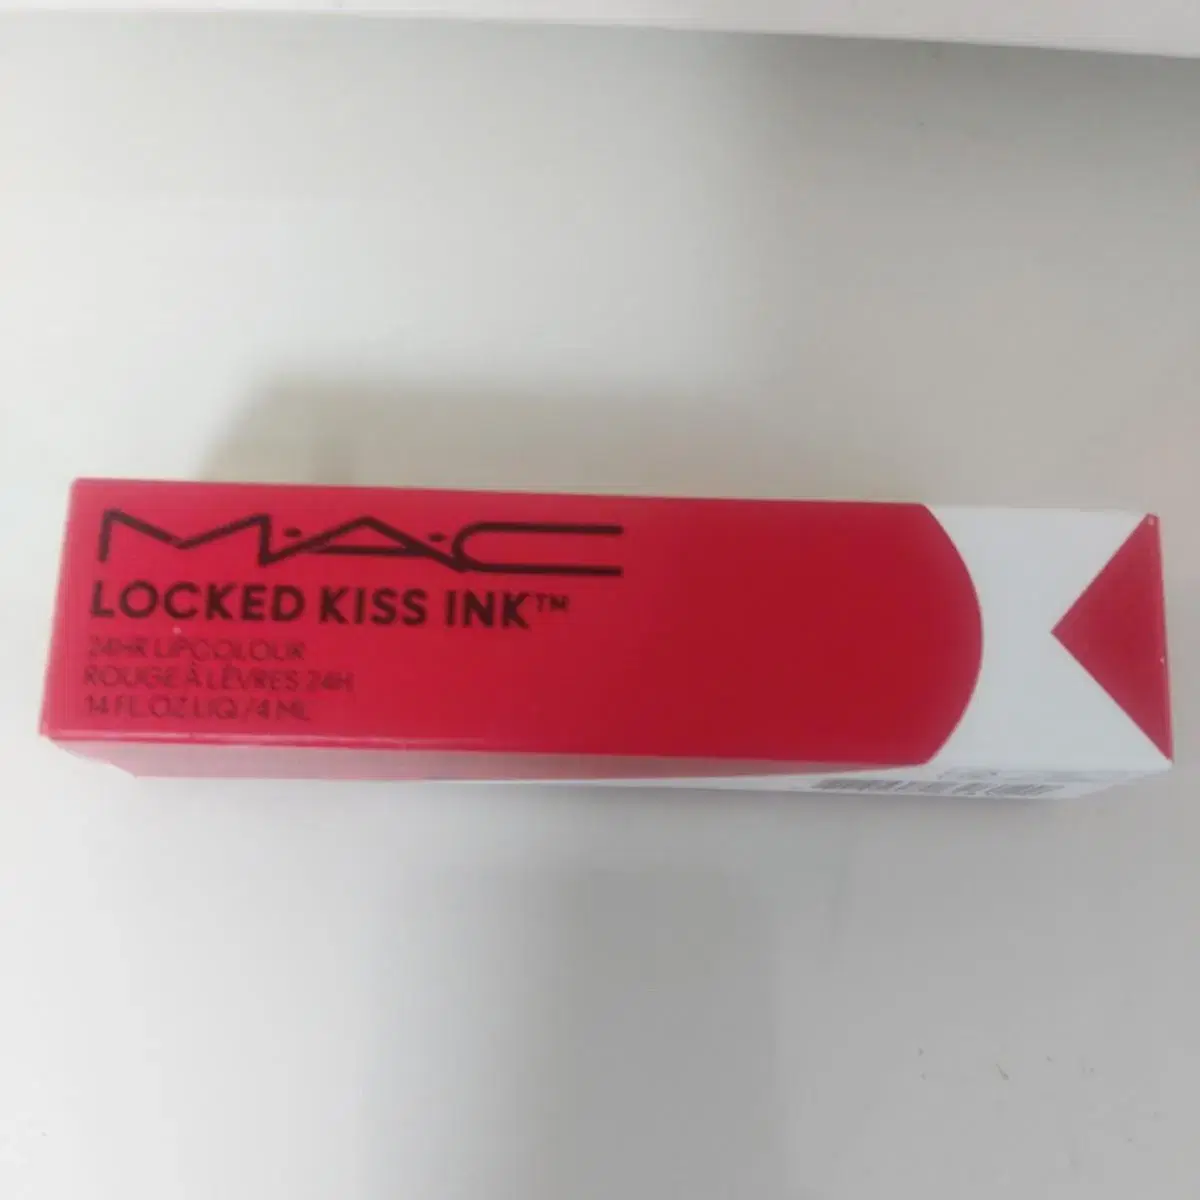 M·A·C
LOCKED KISS INK™
24HR LIPCOLOUR
ROUGE À LÈVRES 24H
14 FL.OZ.LIQ./4 ML